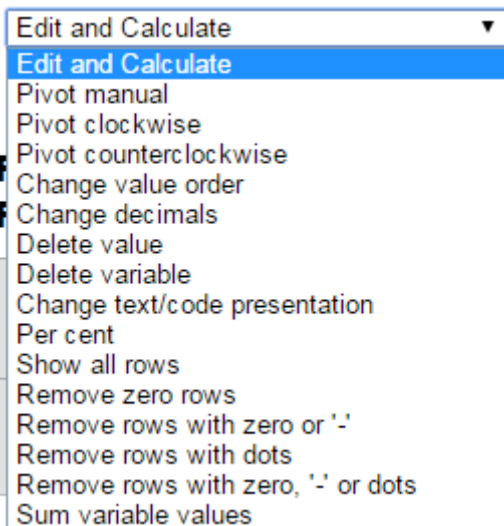 Edit and Calculate
Edit and Calculate
Pivot manual
Pivot clockwise
Pivot counterclockwise
Change value order
Change decimals
Delete value
Delete variable
Change text/code presentation
Per cent
Show all rows
Remove zero rows
Remove rows with zero or '-'
Remove rows with dots
Remove rows with zero, '-' or dots
Sum variable values